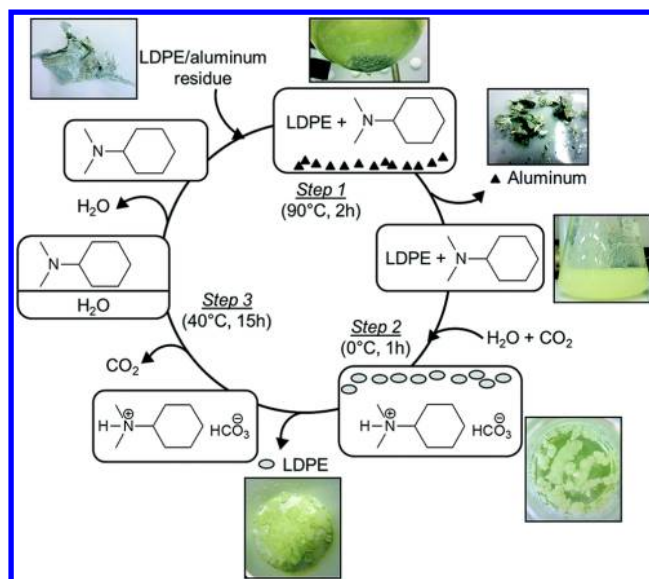 LDPE/aluminum
residue
LDPE +
N
Step 1
(90°C, 2h)
▲ Aluminum
LDPE +
N
Step 2
(0°C, 1h)
H₂O + CO₂
H-N⊕
HCO₃⊖
LDPE
H-N⊕
HCO₃⊖
CO₂
Step 3
(40°C, 15h)
N
H₂O
H₂O
N